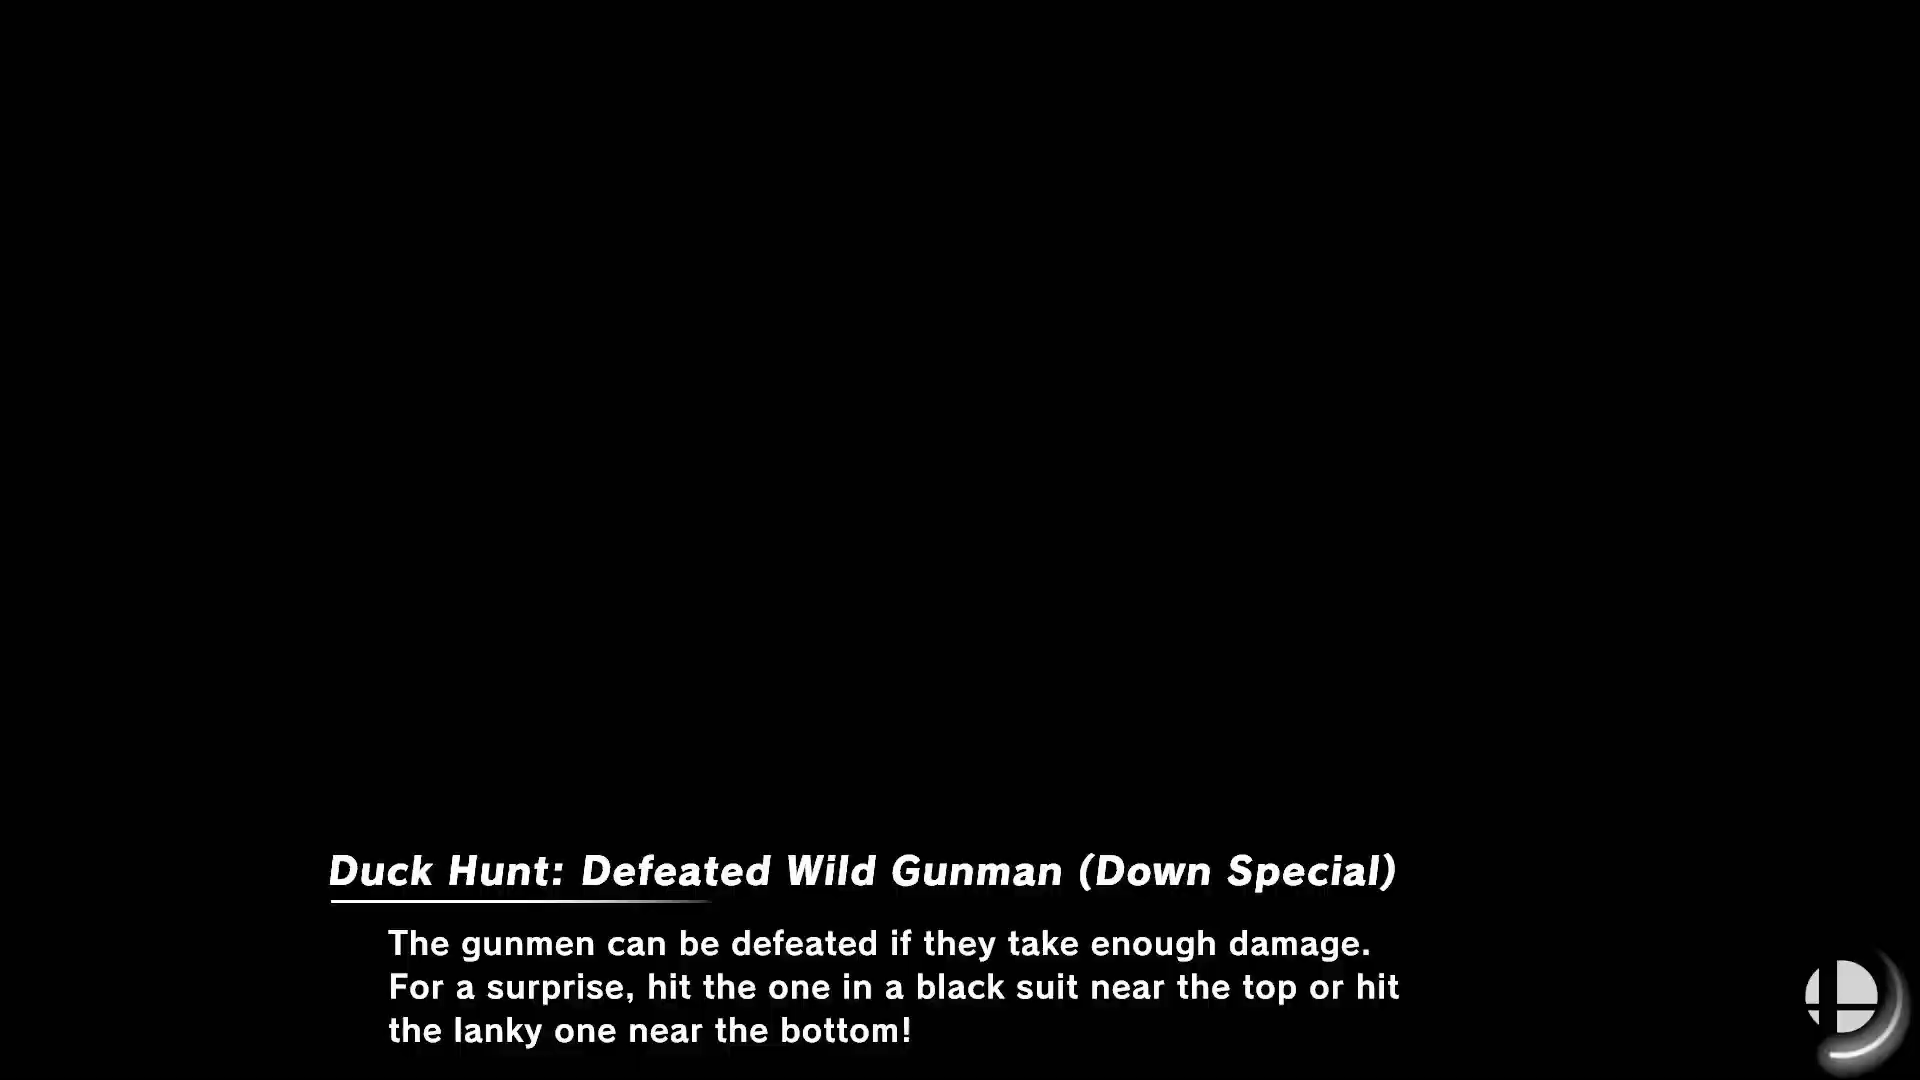 Duck Hunt: Defeated Wild Gunman (Down Special)
The gunmen can be defeated if they take enough damage.
For a surprise, hit the one in a black suit near the top or hit
the lanky one near the bottom!